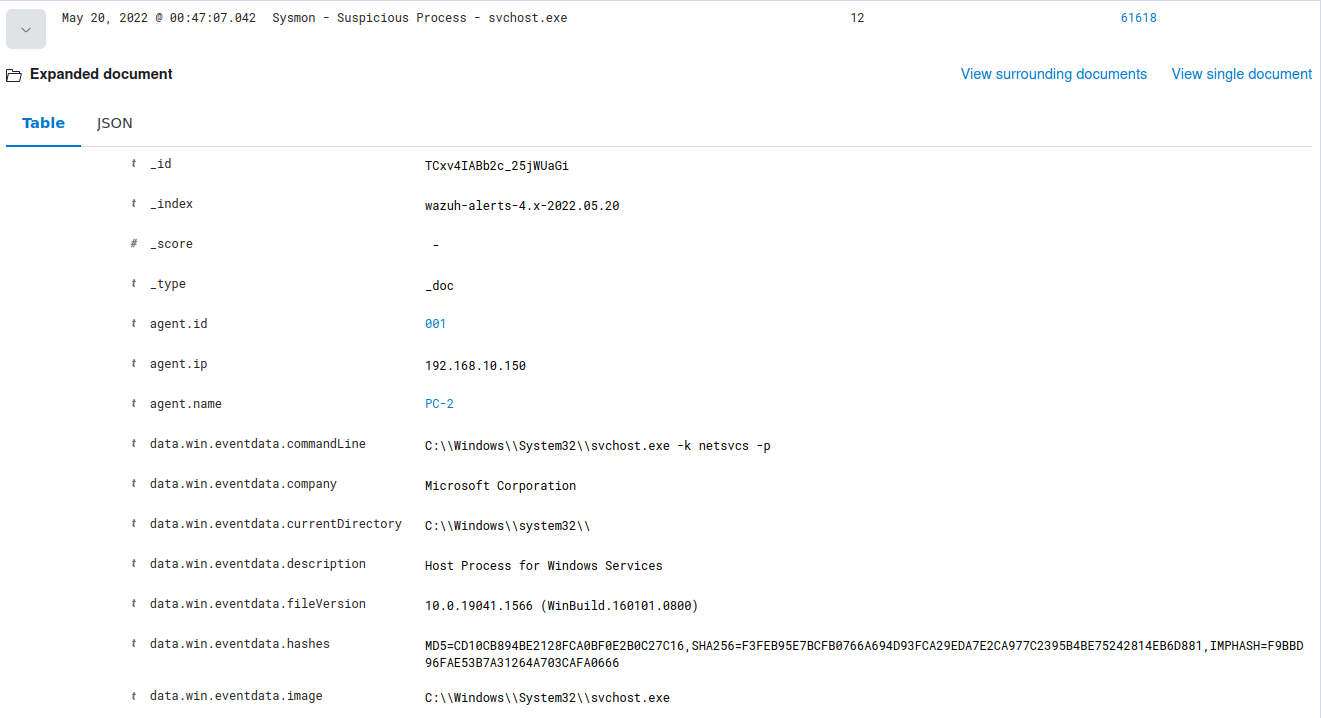 May 20, 2022 @ 00:47:07.042 Sysmon - Suspicious Process - svchost.exe 12 61618
Expanded document View surrounding documents View single document
Table JSON
t _id TCxv4IABb2c_25jWUaGi
t _index wazuh-alerts-4.x-2022.05.20
# _score -
t _type _doc
t agent.id 001
t agent.ip 192.168.10.150
t agent.name PC-2
t data.win.eventdata.commandLine C:\\Windows\\System32\\svchost.exe -k netsvcs -p
t data.win.eventdata.company Microsoft Corporation
t data.win.eventdata.currentDirectory C:\\Windows\\system32\\
t data.win.eventdata.description Host Process for Windows Services
t data.win.eventdata.fileVersion 10.0.19041.1566 (WinBuild.160101.0800)
t data.win.eventdata.hashes MD5=CD10CB894BE2128FCA0BF0E2B0C27C16,SHA256=F3FEB95E7BCFB0766A694D93FCA29EDA7E2CA977C2395B4BE75242814EB6D881,IMPHASH=F9BBD
96FAE53B7A31264A703CAFA0666
t data.win.eventdata.image C:\\Windows\\System32\\svchost.exe